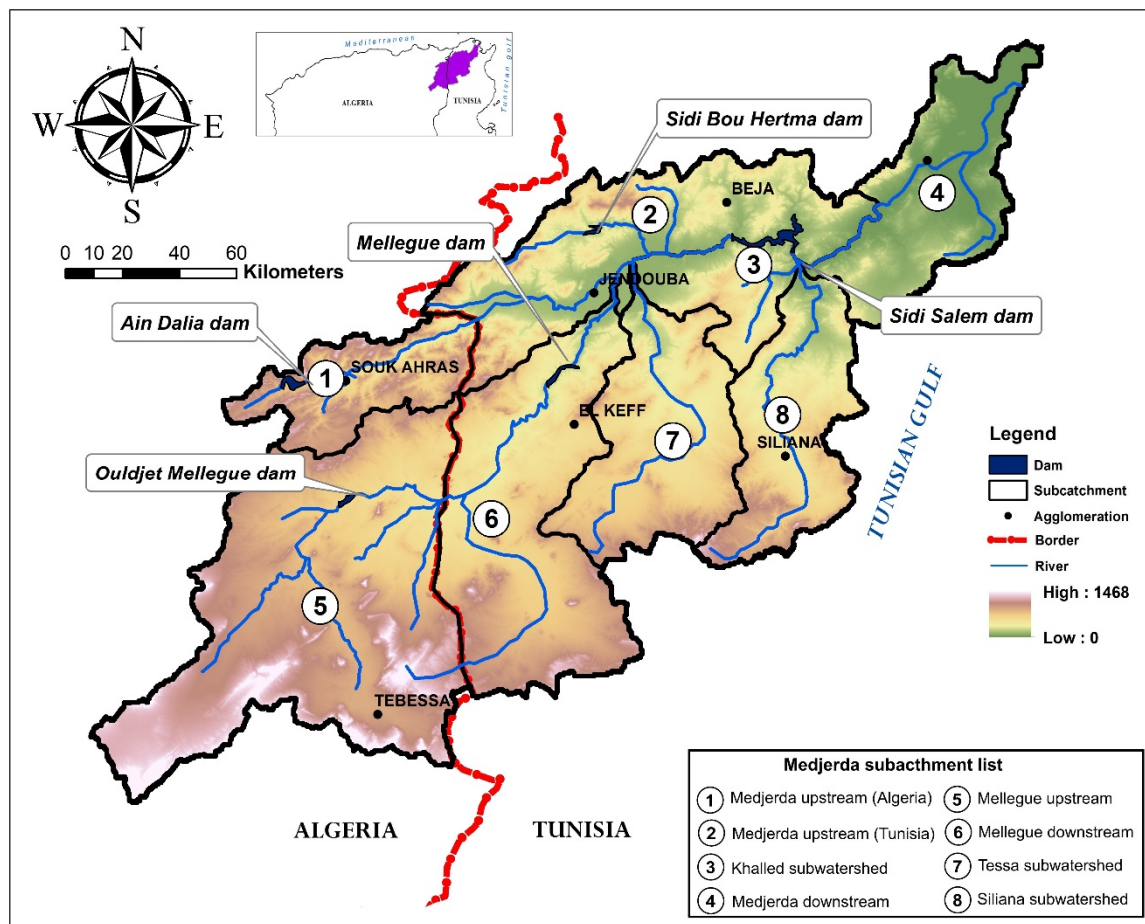 N
W
E
S
0 10 20 40 60
Kilometers
Mediterranean
ALGERIA
TUNISIA
Tunisian golf
Sidi Bou Hertma dam
Mellegue dam
Ain Dalia dam
Ouldjet Mellegue dam
Sidi Salem dam
BEJA
JENDOUBA
SOUK AHRAS
EL KEFF
SILIANA
TEBESSA
1
2
3
4
5
6
7
8
TUNISIAN GULF
ALGERIA
TUNISIA
Legend
Dam
Subcatchment
Agglomeration
Border
River
High : 1468
Low : 0
Medjerda subacthment list
1 Medjerda upstream (Algeria)
2 Medjerda upstream (Tunisia)
3 Khalled subwatershed
4 Medjerda downstream
5 Mellegue upstream
6 Mellegue downstream
7 Tessa subwatershed
8 Siliana subwatershed